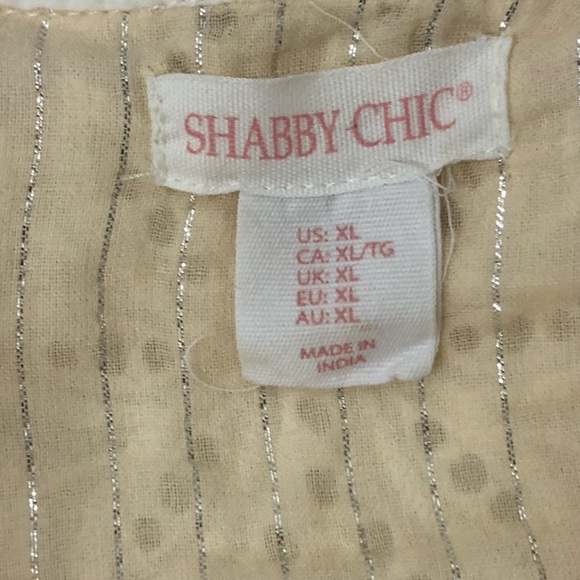 SHABBY CHIC®
US: XL
CA: XL/TG
UK: XL
EU: XL
AU: XL
MADE IN
INDIA